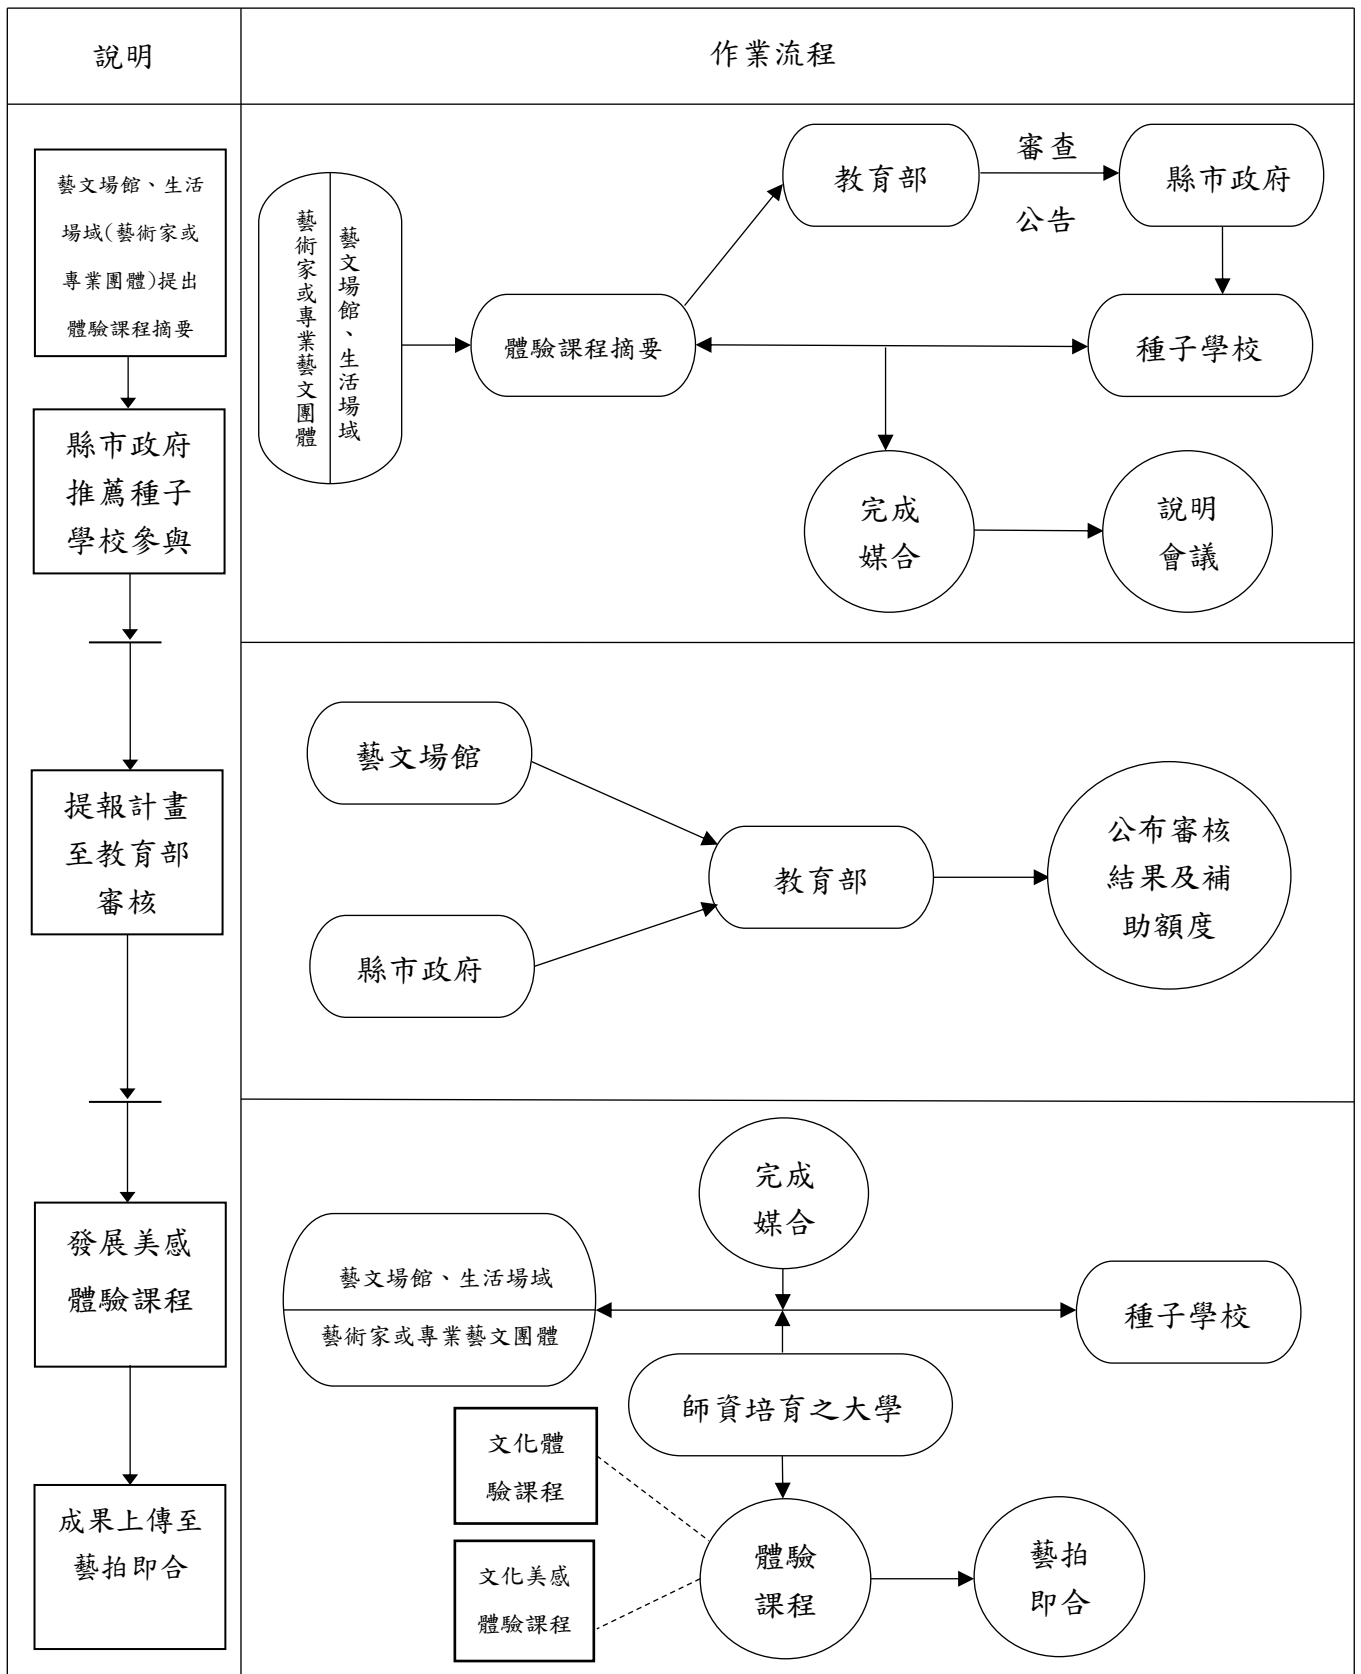 說明
作業流程
藝文場館、生活
場域(藝術家或
專業團體)提出
體驗課程摘要
縣市政府
推薦種子
學校參與
提報計畫
至教育部
審核
發展美感
體驗課程
成果上傳至
藝拍即合
藝文場館、生活場域
藝術家或專業藝文團體
體驗課程摘要
教育部
審查
公告
縣市政府
種子學校
完成
媒合
說明
會議
藝文場館
縣市政府
教育部
公布審核
結果及補
助額度
完成
媒合
藝文場館、生活場域
藝術家或專業藝文團體
種子學校
師資培育之大學
文化體
驗課程
文化美感
體驗課程
體驗
課程
藝拍
即合